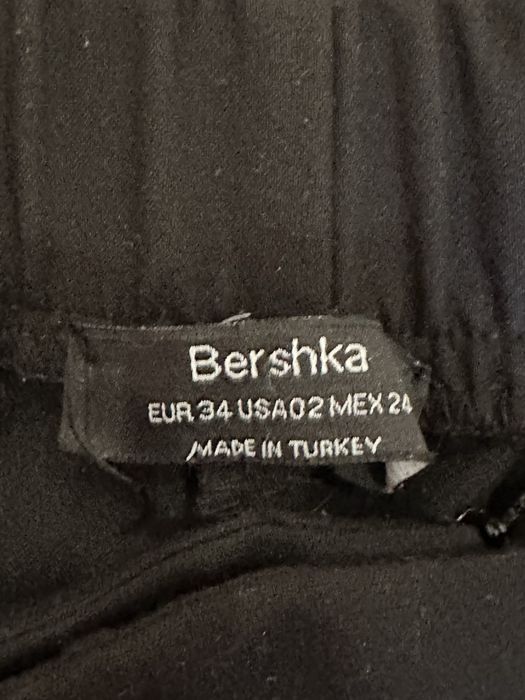 Bershka
EUR 34 USA 02 MEX 24
MADE IN TURKEY